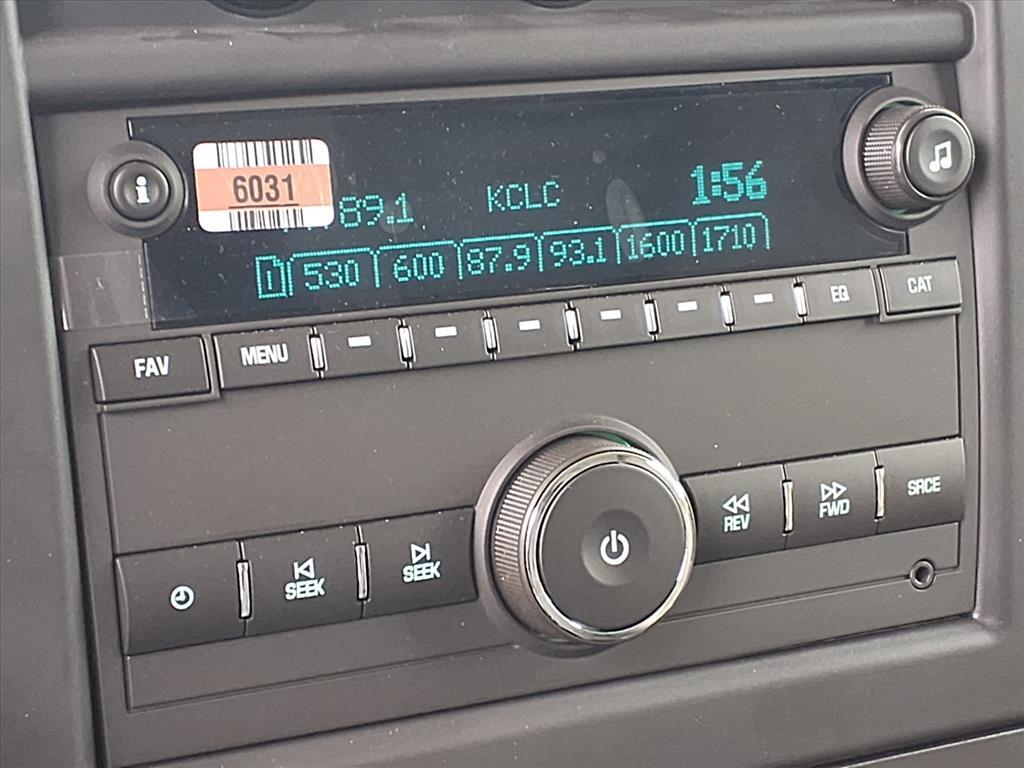 6031
89.1 KCLC 1:56
1 530 600 87.9 93.1 1600 1710
FAV MENU EQ CAT
SEEK SEEK REV FWD SRCE